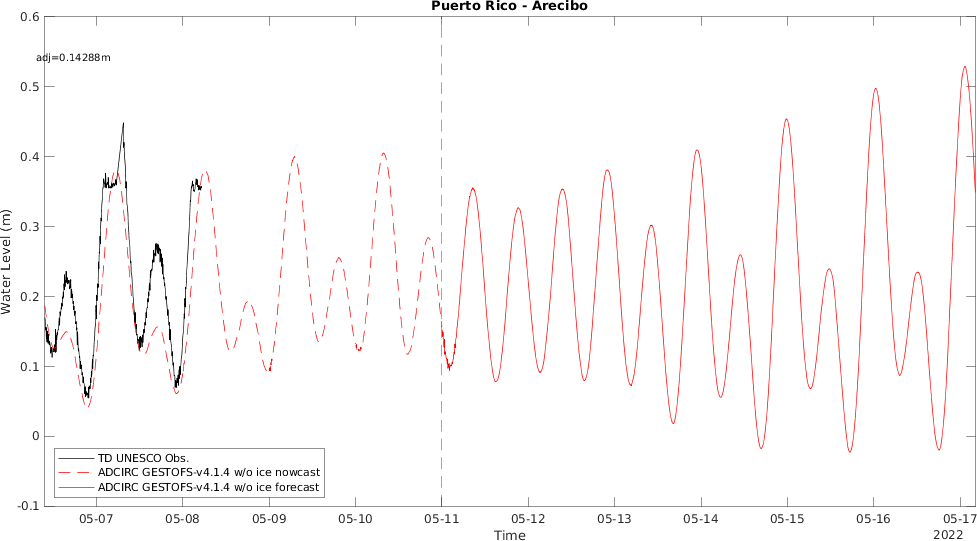 Puerto Rico - Arecibo
0.6
adj=0.14288m
0.5
0.4
0.3
0.2
0.1
0
-0.1
Water Level (m)
TD UNESCO Obs.
ADCIRC GESTOFS-v4.1.4 w/o ice nowcast
ADCIRC GESTOFS-v4.1.4 w/o ice forecast
05-07 05-08 05-09 05-10 05-11 05-12 05-13 05-14 05-15 05-16 05-17
Time
2022